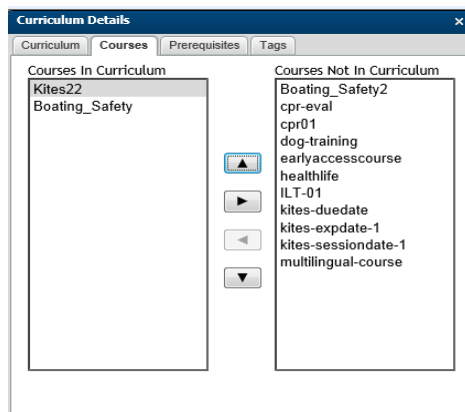 Curriculum Details ×
Curriculum Courses Prerequisites Tags
Courses In Curriculum
Kites22
Boating_Safety
Courses Not In Curriculum
Boating_Safety2
cpr-eval
cpr01
dog-training
earlyaccesscourse
healthlife
ILT-01
kites-duedate
kites-expdate-1
kites-sessiondate-1
multilingual-course